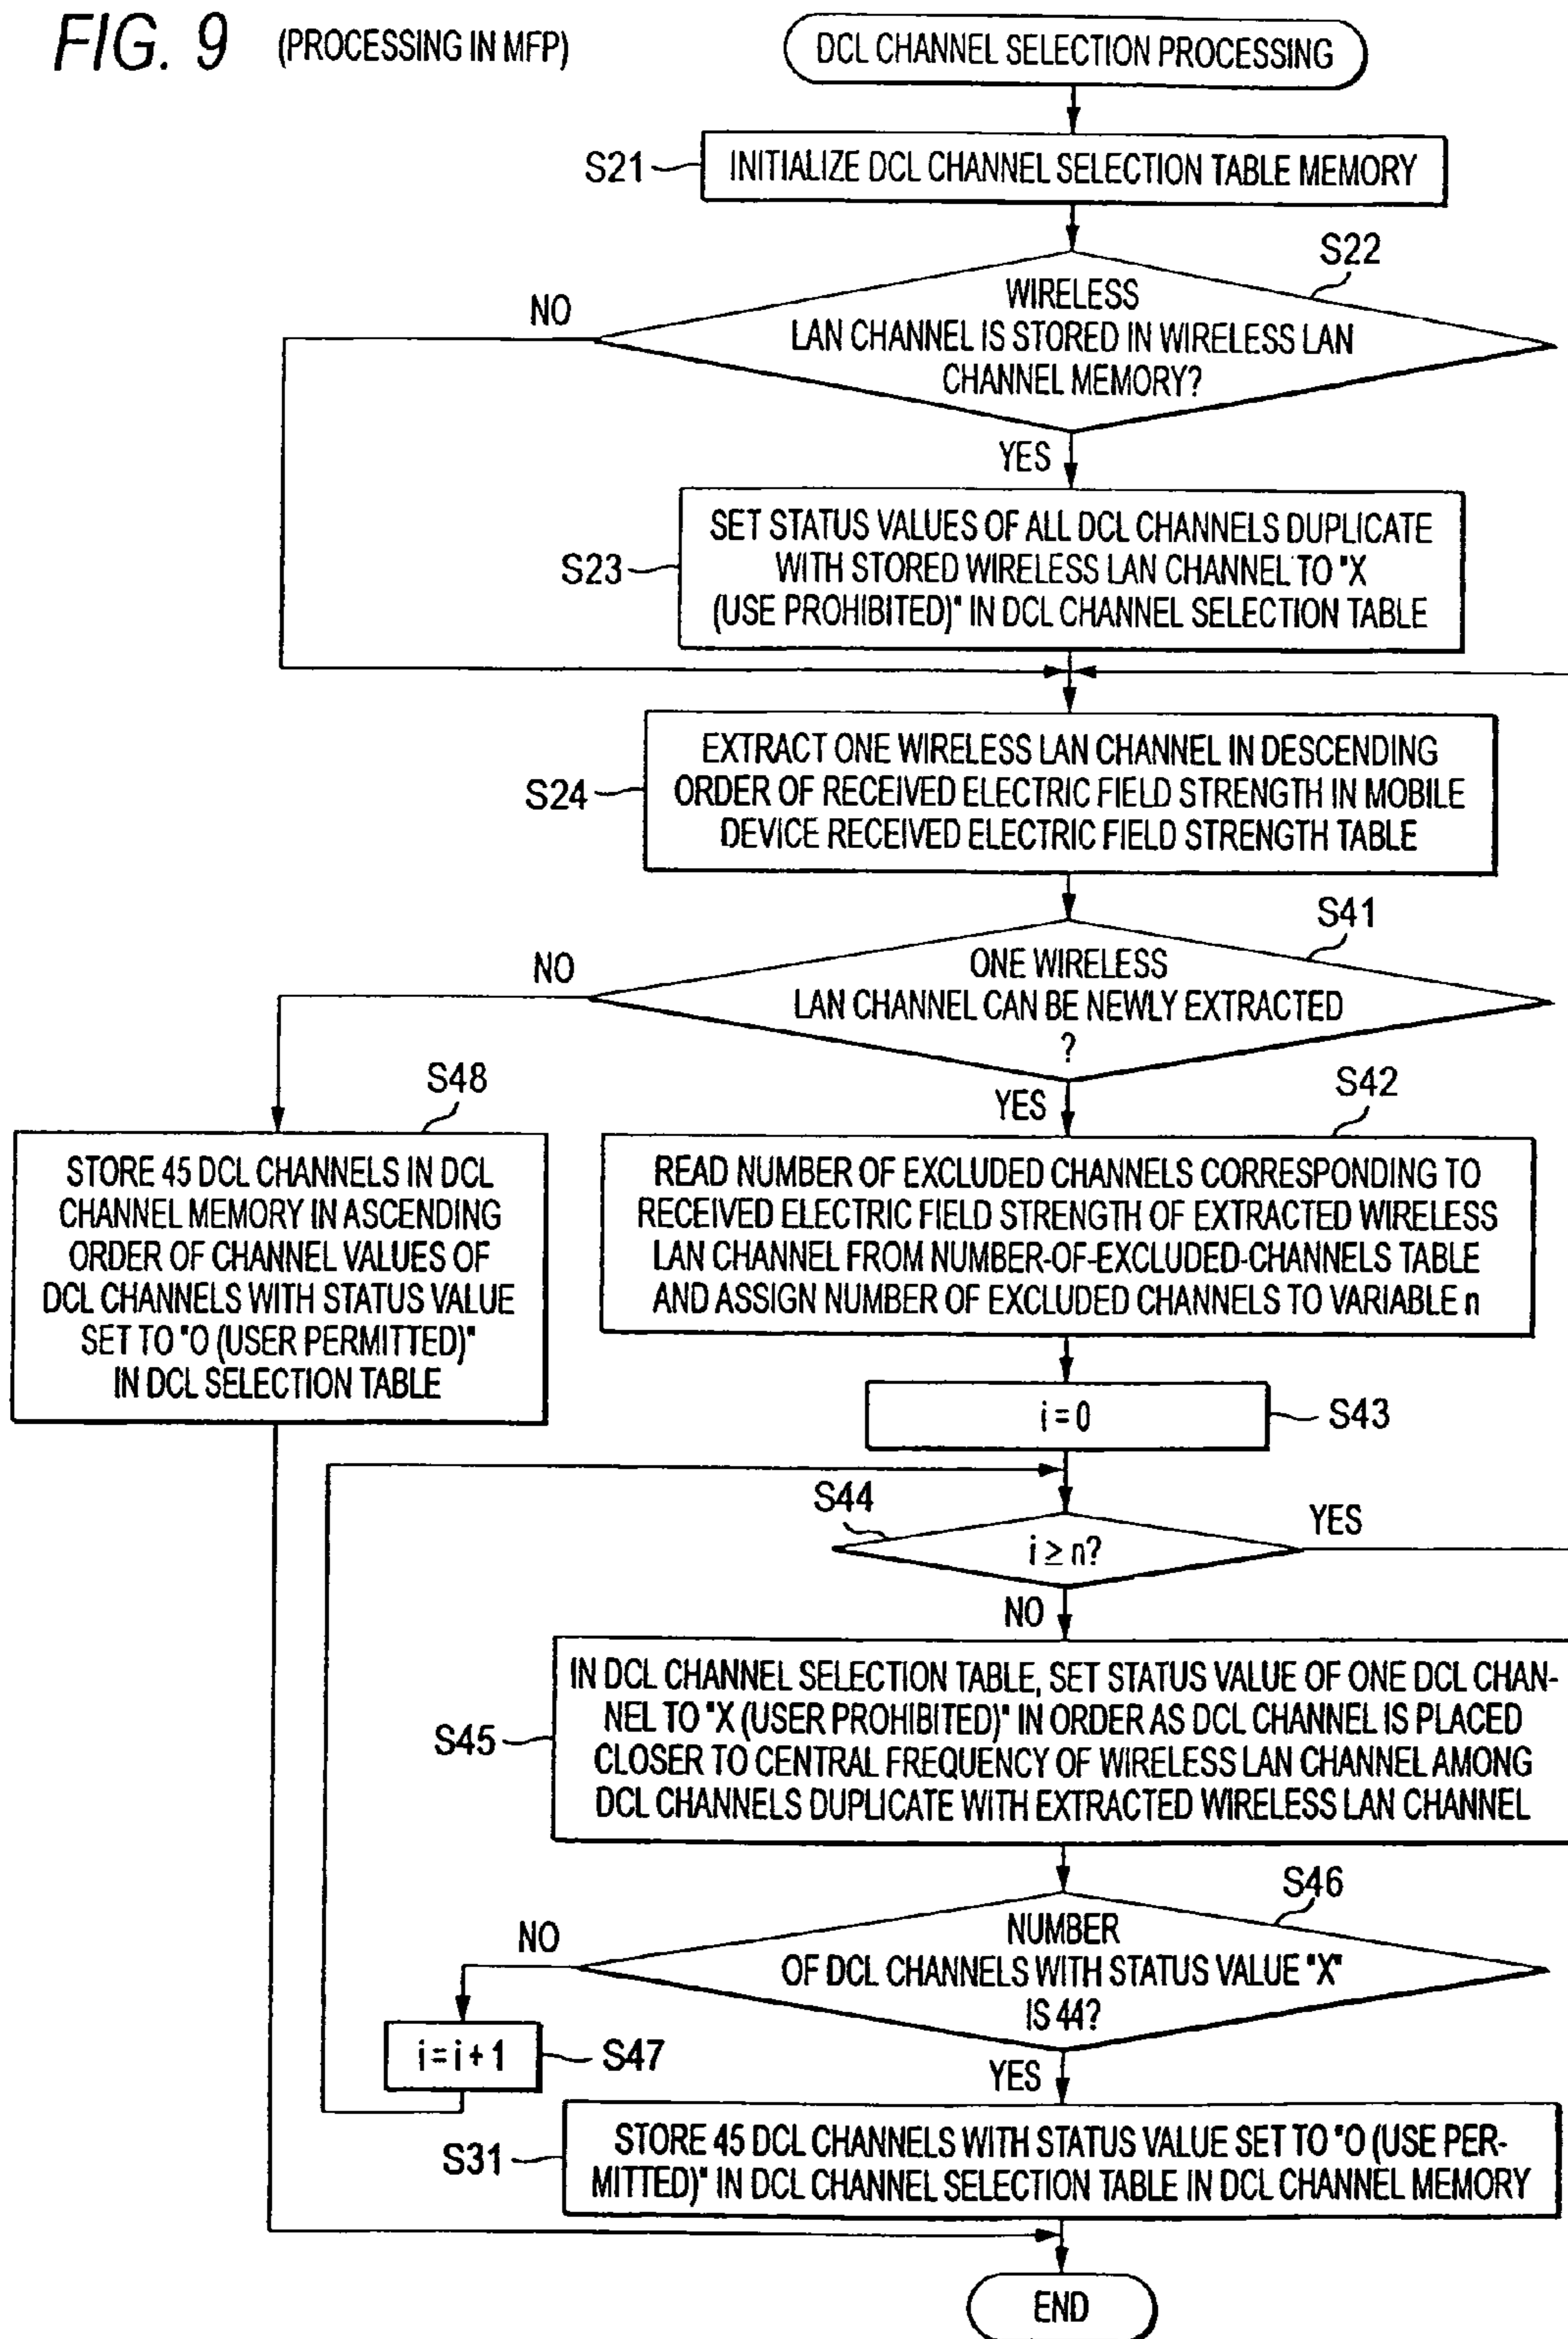 FIG. 9 (PROCESSING IN MFP)
DCL CHANNEL SELECTION PROCESSING
S21
INITIALIZE DCL CHANNEL SELECTION TABLE MEMORY
S22
NO
WIRELESS
LAN CHANNEL IS STORED IN WIRELESS LAN
CHANNEL MEMORY?
YES
S23
SET STATUS VALUES OF ALL DCL CHANNELS DUPLICATE
WITH STORED WIRELESS LAN CHANNEL TO "X
(USE PROHIBITED)" IN DCL CHANNEL SELECTION TABLE
S24
EXTRACT ONE WIRELESS LAN CHANNEL IN DESCENDING
ORDER OF RECEIVED ELECTRIC FIELD STRENGTH IN MOBILE
DEVICE RECEIVED ELECTRIC FIELD STRENGTH TABLE
S41
NO
ONE WIRELESS
LAN CHANNEL CAN BE NEWLY EXTRACTED
?
YES
S48
STORE 45 DCL CHANNELS IN DCL
CHANNEL MEMORY IN ASCENDING
ORDER OF CHANNEL VALUES OF
DCL CHANNELS WITH STATUS VALUE
SET TO "O (USER PERMITTED)"
IN DCL SELECTION TABLE
S42
READ NUMBER OF EXCLUDED CHANNELS CORRESPONDING TO
RECEIVED ELECTRIC FIELD STRENGTH OF EXTRACTED WIRELESS
LAN CHANNEL FROM NUMBER-OF-EXCLUDED-CHANNELS TABLE
AND ASSIGN NUMBER OF EXCLUDED CHANNELS TO VARIABLE n
i = 0
S43
S44
i ≥ n?
YES
NO
S45
IN DCL CHANNEL SELECTION TABLE, SET STATUS VALUE OF ONE DCL CHAN-
NEL TO "X (USER PROHIBITED)" IN ORDER AS DCL CHANNEL IS PLACED
CLOSER TO CENTRAL FREQUENCY OF WIRELESS LAN CHANNEL AMONG
DCL CHANNELS DUPLICATE WITH EXTRACTED WIRELESS LAN CHANNEL
S46
NO
NUMBER
OF DCL CHANNELS WITH STATUS VALUE "X"
IS 44?
i = i + 1
S47
YES
S31
STORE 45 DCL CHANNELS WITH STATUS VALUE SET TO "O (USE PER-
MITTED)" IN DCL CHANNEL SELECTION TABLE IN DCL CHANNEL MEMORY
END